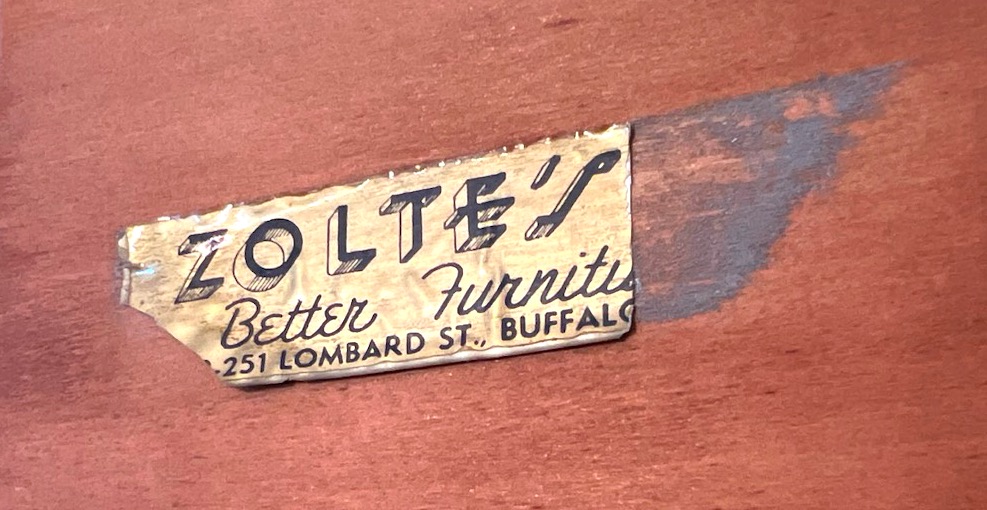 ZOLTE'S
Better Furnitu
-251 LOMBARD ST., BUFFALO